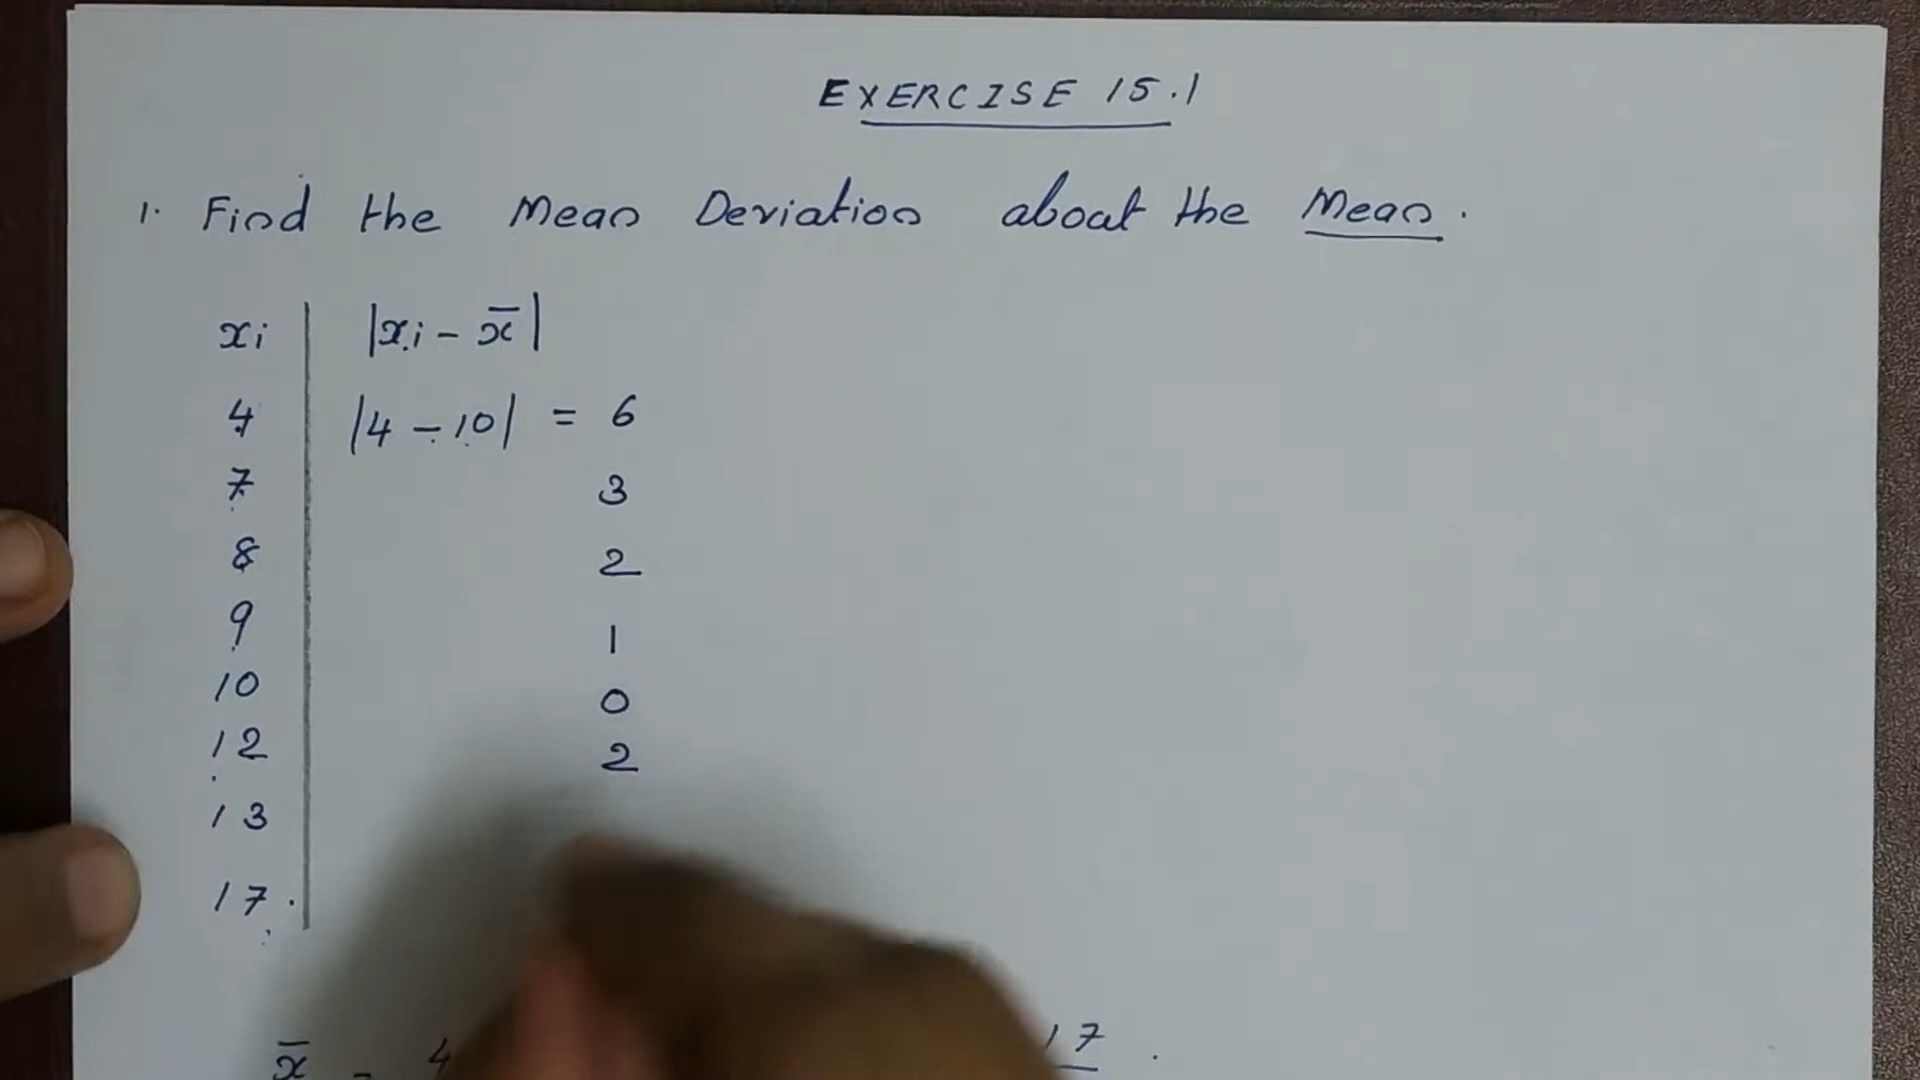 EXERCISE 15.1
1. Find the Mean Deviation about the Mean.
xi |xi - x̄|
4 |4 - 10| = 6
7 3
8 2
9 1
10 0
12 2
13
17.
x̄ = 4 17 .